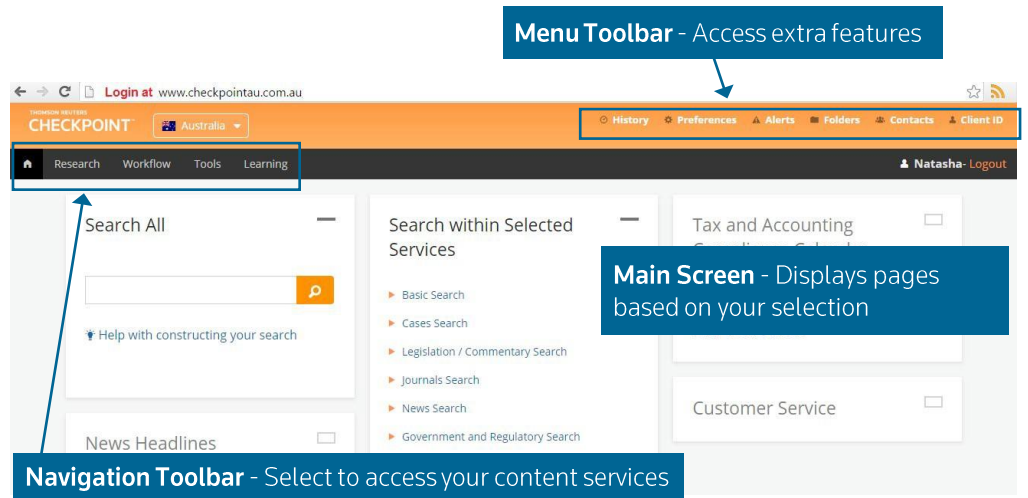 Menu Toolbar - Access extra features
Login at www.checkpointau.com.au
THOMSON REUTERS
CHECKPOINT™
Australia
History Preferences Alerts Folders Contacts Client ID
Research Workflow Tools Learning
Natasha- Logout
Search All
Search within Selected
Services
Tax and Accounting
Main Screen - Displays pages
based on your selection
Basic Search
Cases Search
Help with constructing your search
Legislation / Commentary Search
Journals Search
News Search
Customer Service
Government and Regulatory Search
News Headlines
Navigation Toolbar - Select to access your content services